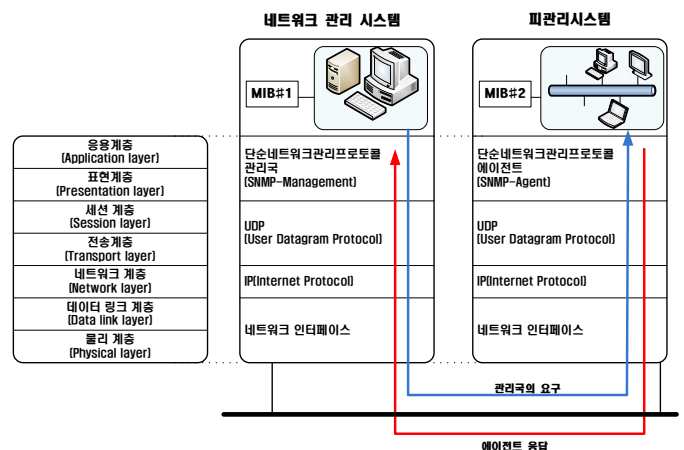 네트워크 관리 시스템
피관리시스템
MIB#1
MIB#2
응용계층
(Application layer)
표현계층
(Presentation layer)
세션 계층
(Session layer)
전송계층
(Transport layer)
네트워크 계층
(Network layer)
데이터 링크 계층
(Data link layer)
물리 계층
(Physical layer)
단순네트워크관리프로토콜
관리국
(SNMP-Management)
UDP
(User Datagram Protocol)
IP(Internet Protocol)
네트워크 인터페이스
단순네트워크관리프로토콜
에이전트
(SNMP-Agent)
UDP
(User Datagram Protocol)
IP(Internet Protocol)
네트워크 인터페이스
관리국의 요구
에이전트 응답